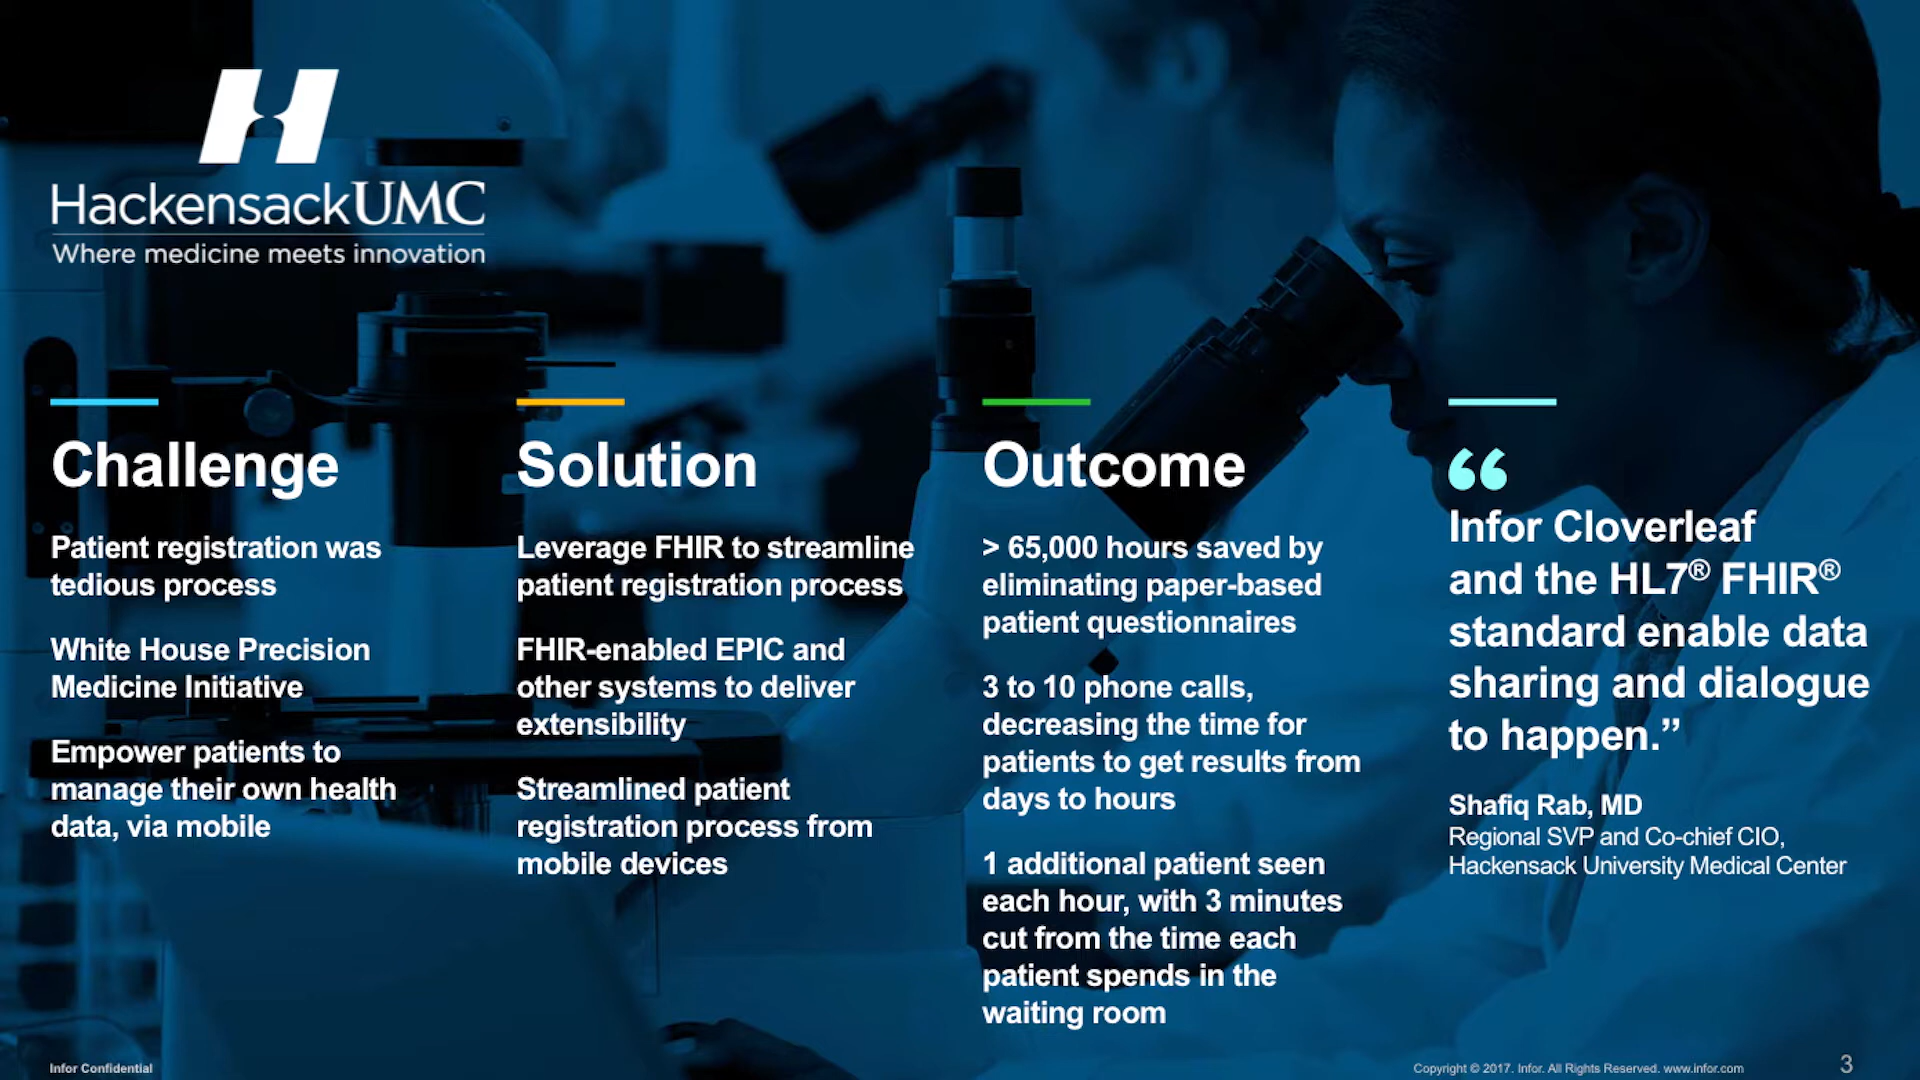 HackensackUMC
Where medicine meets innovation
Challenge
Patient registration was
tedious process
White House Precision
Medicine Initiative
Empower patients to
manage their own health
data, via mobile
Solution
Leverage FHIR to streamline
patient registration process
FHIR-enabled EPIC and
other systems to deliver
extensibility
Streamlined patient
registration process from
mobile devices
Outcome
> 65,000 hours saved by
eliminating paper-based
patient questionnaires
3 to 10 phone calls,
decreasing the time for
patients to get results from
days to hours
1 additional patient seen
each hour, with 3 minutes
cut from the time each
patient spends in the
waiting room
“
Infor Cloverleaf
and the HL7® FHIR®
standard enable data
sharing and dialogue
to happen.”
Shafiq Rab, MD
Regional SVP and Co-chief CIO,
Hackensack University Medical Center
Infor Confidential
Copyright © 2017. Infor. All Rights Reserved. www.infor.com
3